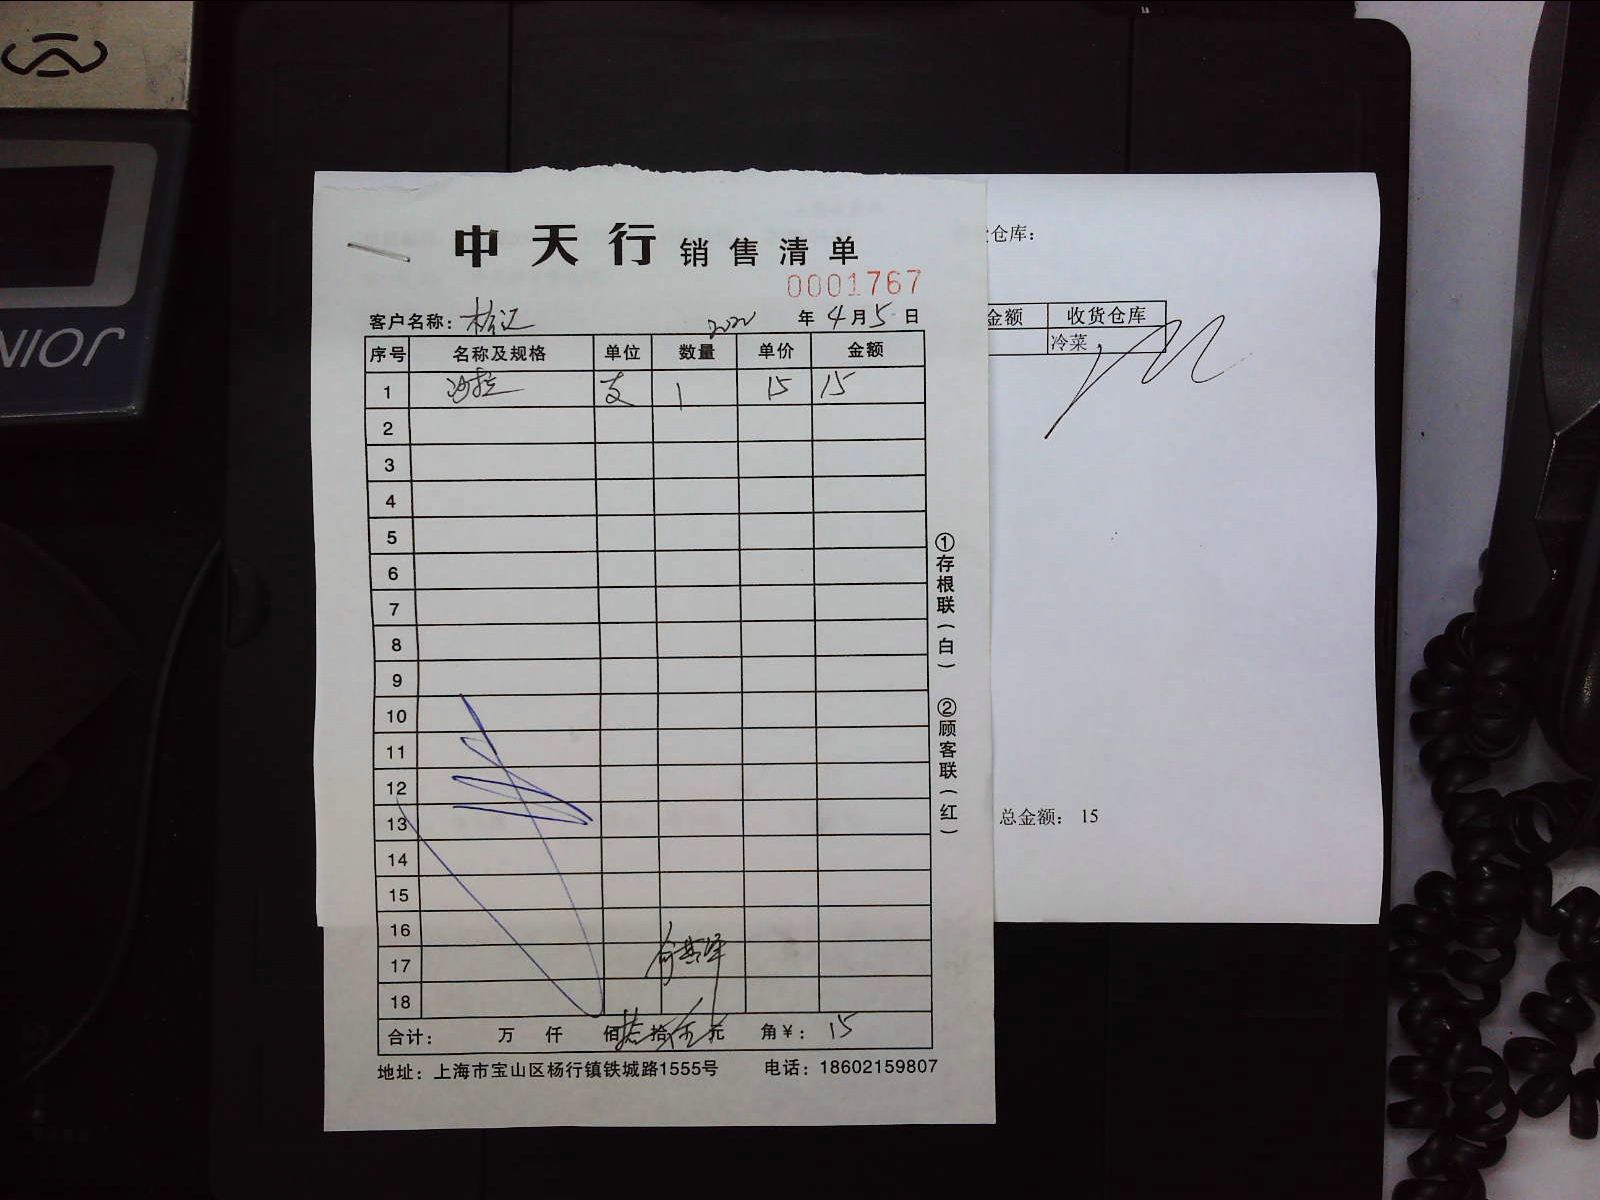 JOINIOr
中天行 销售清单
0001767
仓库:
客户名称: 2022 年 4 月 5 日
序号 名称及规格 单位 数量 单价 金额
1 沙拉 支 1 15 15
2
3
4
5
6
7
8
9
10
11
12
13
14
15
16
17
18
合计: 万 仟 佰 拾 元 角 ¥: 15
地址: 上海市宝山区杨行镇铁城路1555号 电话: 18602159807
①存根联(白) ②顾客联(红)
金额 收货仓库
冷菜
总金额: 15